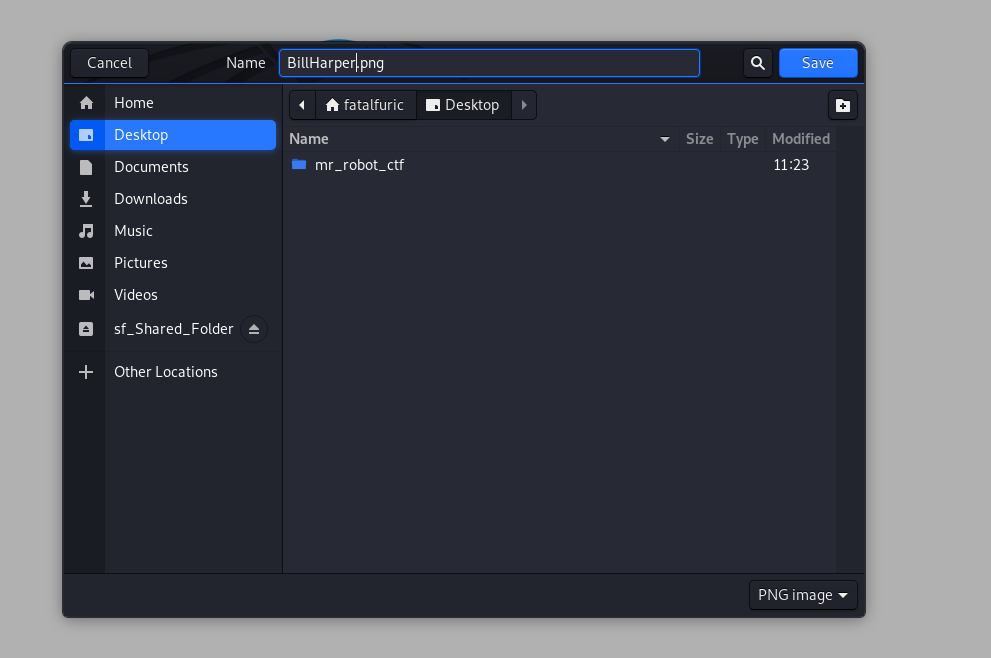 Cancel Name BillHarper.png Save
Home
Desktop
Documents
Downloads
Music
Pictures
Videos
sf_Shared_Folder
Other Locations
fatalfuric Desktop
Name Size Type Modified
mr_robot_ctf 11:23
PNG image